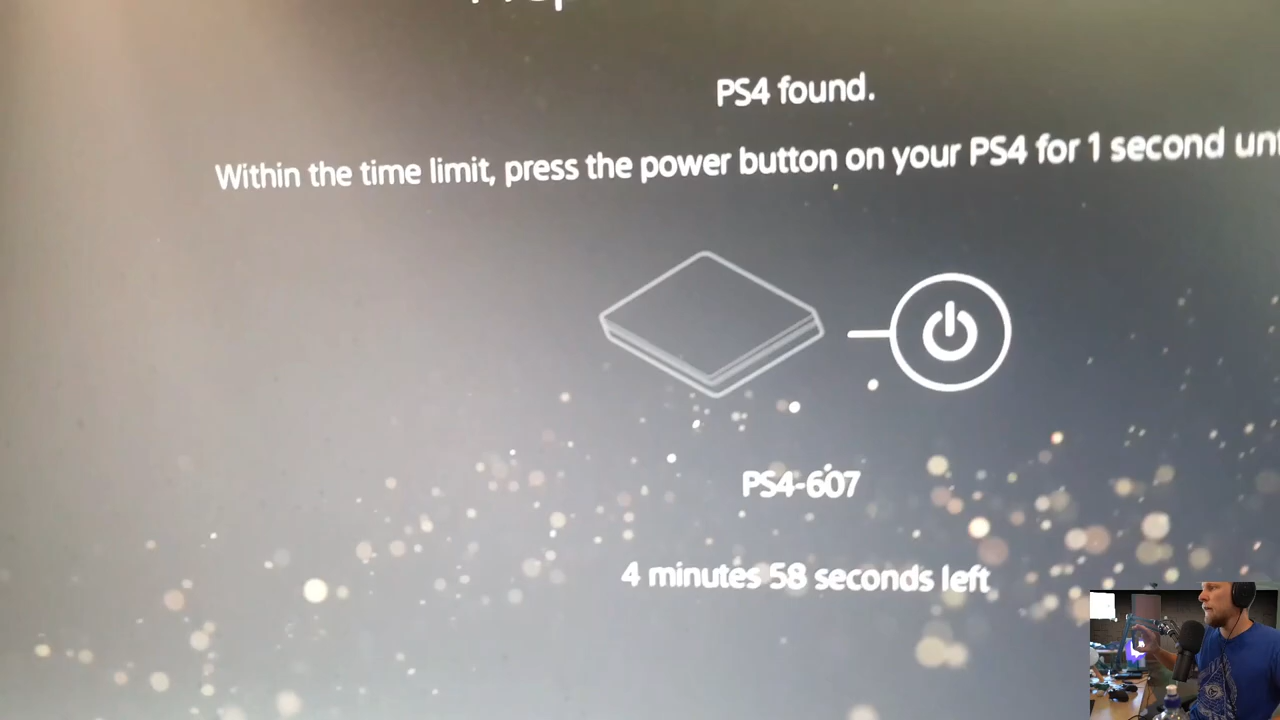 PS4 found.
Within the time limit, press the power button on your PS4 for 1 second
PS4-607
4 minutes 58 seconds left